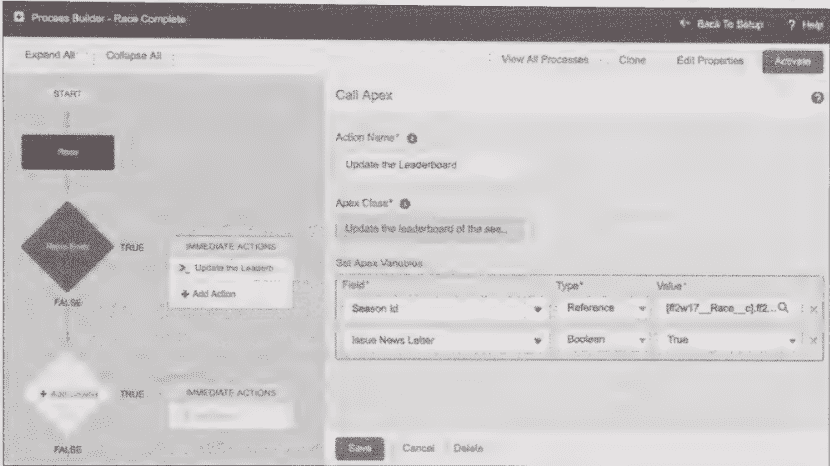 Process Builder - Race Complete
Back To Setup
? Help
Expand All
Collapse All
View All Processes
Clone
Edit Properties
Activate
START
Race
TRUE
IMMEDIATE ACTIONS
Update the Leaderb
+ Add Action
FALSE
TRUE
IMMEDIATE ACTIONS
FALSE
Call Apex
Action Name*
Update the Leaderboard
Apex Class*
Update the leaderboard of the sea...
Set Apex Variables
Field* Type* Value*
Season Id Reference [ff2w17__Race__c].ff2...
Issue News Letter Boolean True
Save Cancel Delete